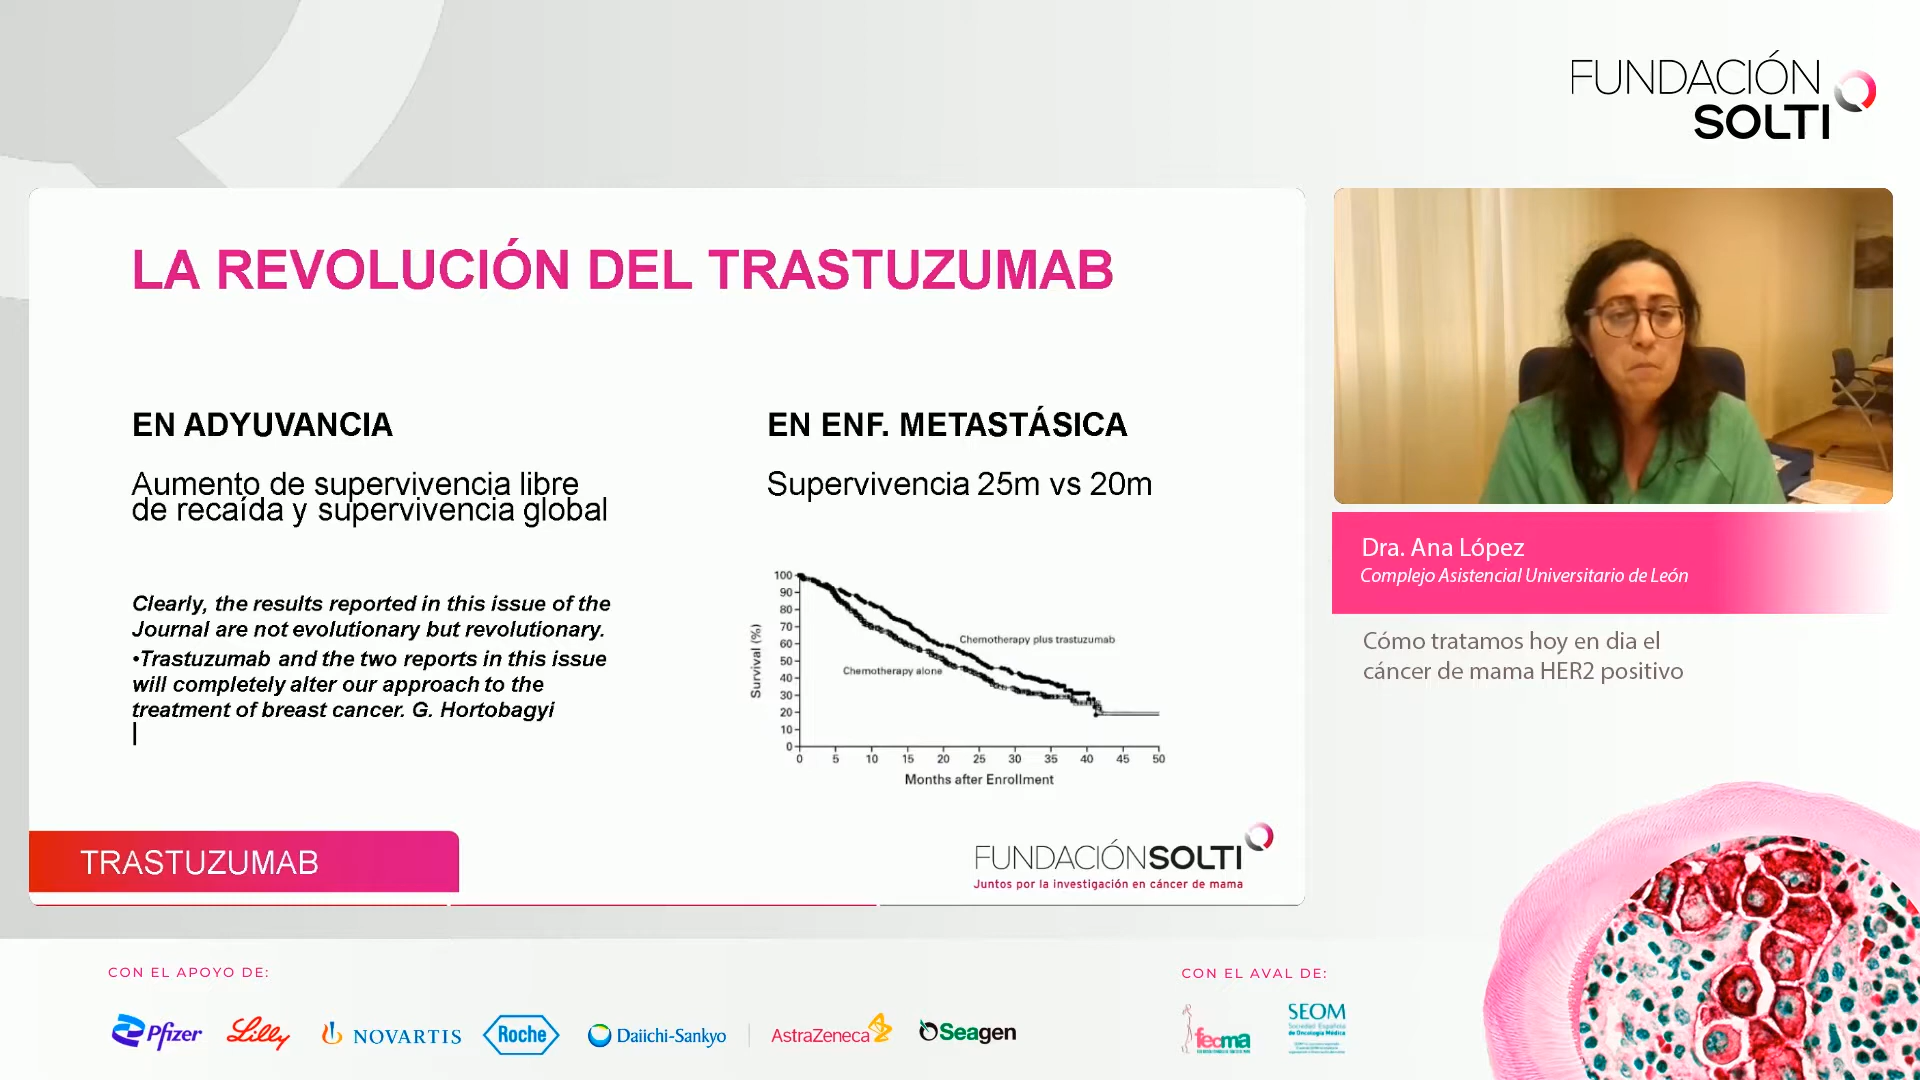 FUNDACIÓN
SOLTI
LA REVOLUCIÓN DEL TRASTUZUMAB
EN ADYUVANCIA
Aumento de supervivencia libre
de recaída y supervivencia global
Clearly, the results reported in this issue of the
Journal are not evolutionary but revolutionary.
•Trastuzumab and the two reports in this issue
will completely alter our approach to the
treatment of breast cancer. G. Hortobagyi
EN ENF. METASTÁSICA
Supervivencia 25m vs 20m
Survival (%)
100
90
80
70
60
50
40
30
20
10
0
Chemotherapy plus trastuzumab
Chemotherapy alone
0 5 10 15 20 25 30 35 40 45 50
Months after Enrollment
TRASTUZUMAB
FUNDACIÓN SOLTI
Juntos por la investigación en cáncer de mama
Dra. Ana López
Complejo Asistencial Universitario de León
Cómo tratamos hoy en dia el
cáncer de mama HER2 positivo
CON EL APOYO DE:
Pfizer Lilly NOVARTIS Roche Daiichi-Sankyo AstraZeneca Seagen
CON EL AVAL DE:
fecma
SEOM
Sociedad Española
de Oncología Médica